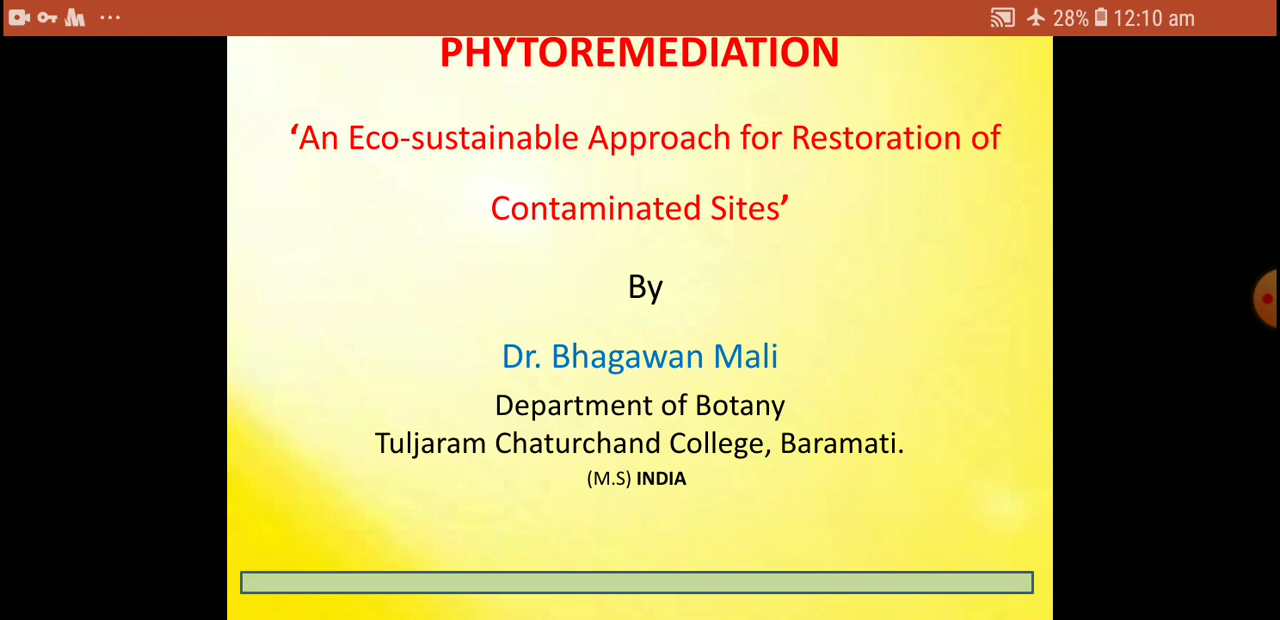 28% 12:10 am
PHYTOREMEDIATION
‘An Eco-sustainable Approach for Restoration of
Contaminated Sites’
By
Dr. Bhagawan Mali
Department of Botany
Tuljaram Chaturchand College, Baramati.
(M.S) INDIA